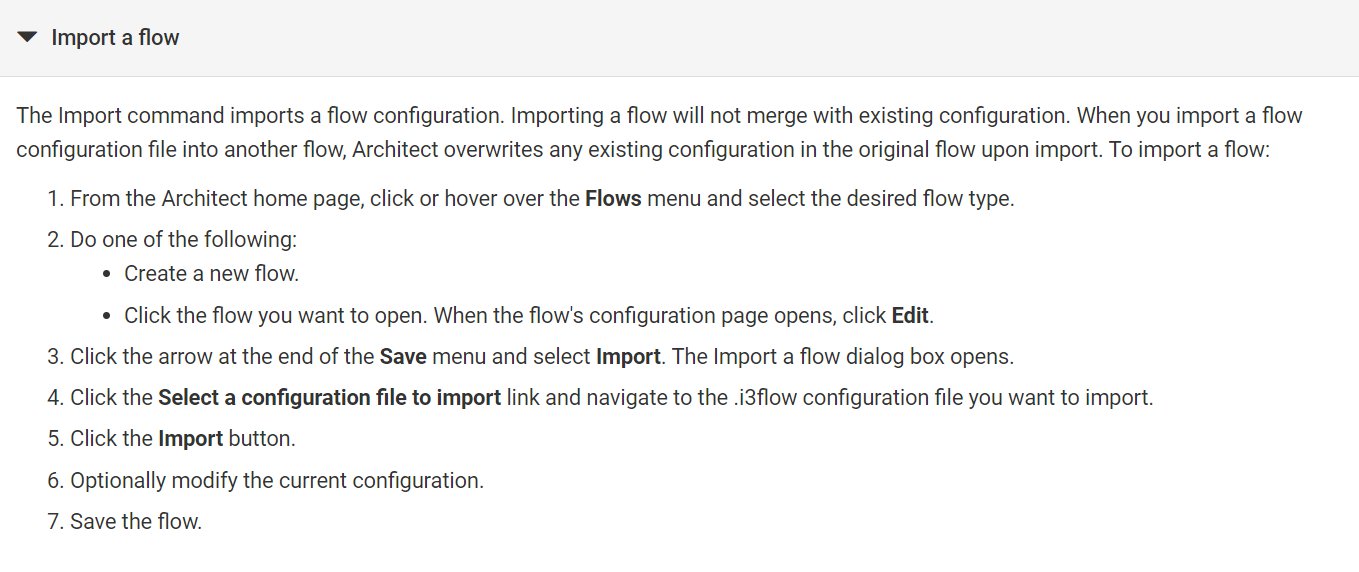 Import a flow
The Import command imports a flow configuration. Importing a flow will not merge with existing configuration. When you import a flow
configuration file into another flow, Architect overwrites any existing configuration in the original flow upon import. To import a flow:
1. From the Architect home page, click or hover over the Flows menu and select the desired flow type.
2. Do one of the following:
• Create a new flow.
• Click the flow you want to open. When the flow's configuration page opens, click Edit.
3. Click the arrow at the end of the Save menu and select Import. The Import a flow dialog box opens.
4. Click the Select a configuration file to import link and navigate to the .i3flow configuration file you want to import.
5. Click the Import button.
6. Optionally modify the current configuration.
7. Save the flow.